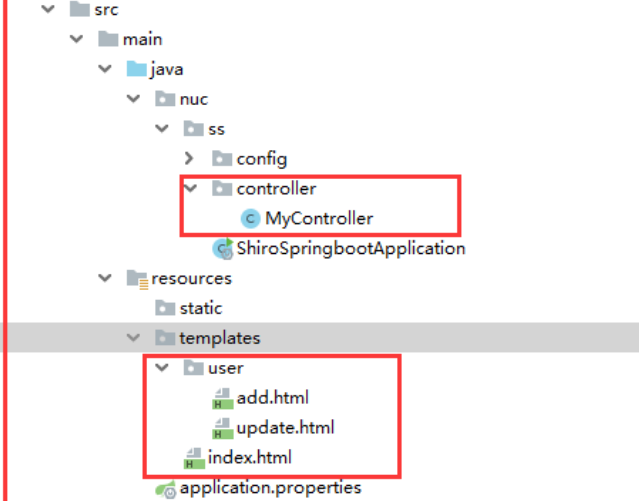 src
main
java
nuc
ss
config
controller
C MyController
C ShiroSpringbootApplication
resources
static
templates
user
H add.html
H update.html
H index.html
application.properties